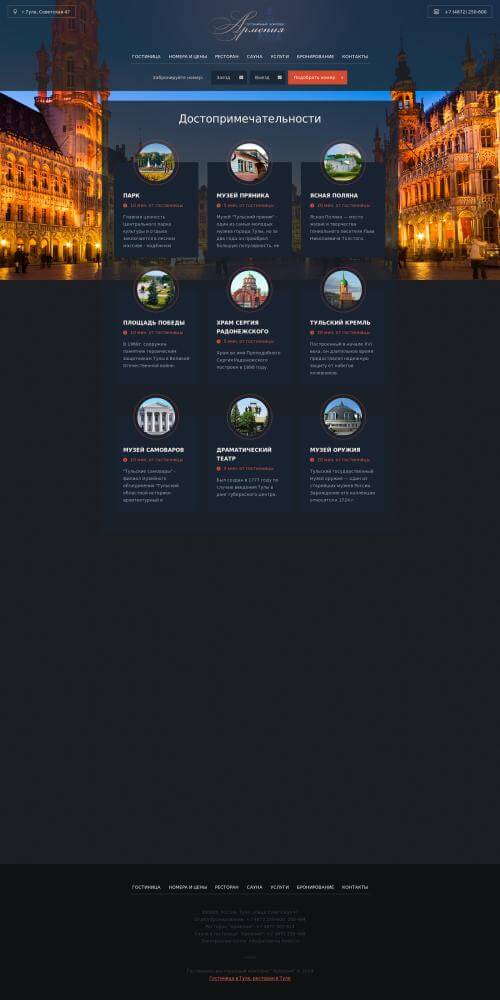 г.Тула, Советская 47
ГОСТИНИЧНЫЙ КОМПЛЕКС
Армения
+7 (4872) 250-600
ГОСТИНИЦА НОМЕРА И ЦЕНЫ РЕСТОРАН САУНА УСЛУГИ БРОНИРОВАНИЕ КОНТАКТЫ
Забронируйте номер: Заезд Выезд Подобрать номер
Достопримечательности
ПАРК
10 мин. от гостиницы
Главная ценность
Центрального парка
культуры и отдыха
заключается в лесном
массиве -
МУЗЕЙ ПРЯНИКА
5 мин. от гостиницы
Музей "Тульский пряник" -
один из самых молодых
музеев города Тулы, но за
два года он приобрел
большую популярность, не
ЯСНАЯ ПОЛЯНА
20 мин. от гостиницы
Ясная Поляна — место
жизни и творчества
гениального писателя Льва
Николаевича Толстого.
ПЛОЩАДЬ ПОБЕДЫ
10 мин. от гостиницы
В 1968г. сооружен
памятник героическим
защитникам Тулы в Великой
Отечественной войне.
ХРАМ СЕРГИЯ
РАДОНЕЖСКОГО
5 мин. от гостиницы
Храм во имя Преподобного
Сергия Радонежского
построен в 1898 году.
ТУЛЬСКИЙ КРЕМЛЬ
30 мин. от гостиницы
Построенный в начале XVI
века, он длительное время
предоставлял надежную
защиту от набегов
кочевников.
МУЗЕЙ САМОВАРОВ
10 мин. от гостиницы
"Тульские самовары" -
филиал музейного
объединения "Тульский
областной историко-
архитектурный и
ДРАМАТИЧЕСКИЙ
ТЕАТР
5 мин. от гостиницы
Был создан в 1777 году по
случаю введения Тулы в
ранг губернского центра.
МУЗЕЙ ОРУЖИЯ
10 мин. от гостиницы
Тульский государственный
музей оружия — один из
старейших музеев России.
Зарождение его коллекции
относится к 1724 г.
ГОСТИНИЦА НОМЕРА И ЦЕНЫ РЕСТОРАН САУНА УСЛУГИ БРОНИРОВАНИЕ КОНТАКТЫ
Гостиница в Туле, ресторан в Туле